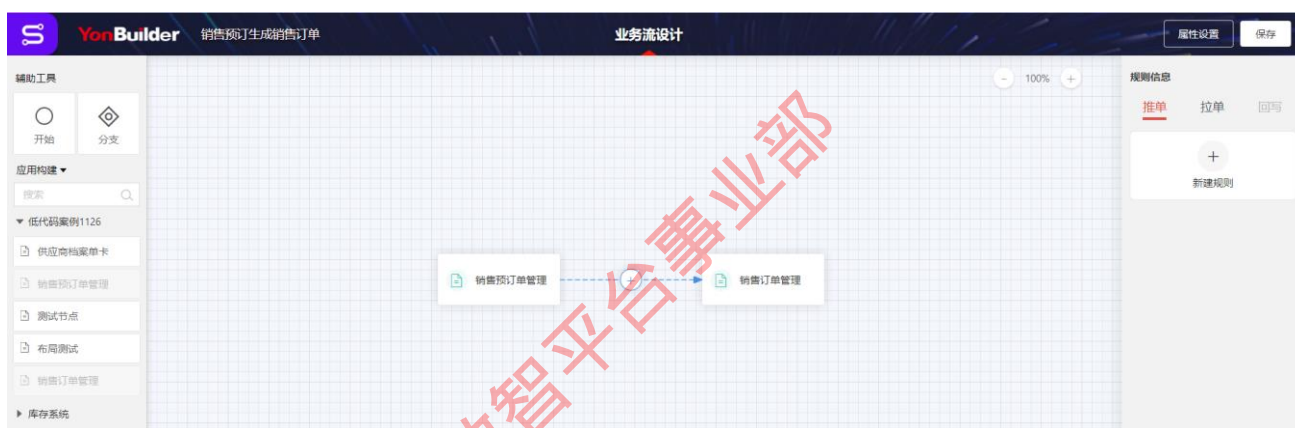 YonBuilder 销售预订生成销售订单 业务流设计 属性设置 保存
辅助工具
开始 分支
应用构建
搜索
低代码案例1126
供应商档案单卡
销售预订单管理
测试节点
布局测试
销售订单管理
库存系统
- 100% +
销售预订单管理 + 销售订单管理
规则信息
推单 拉单 回写
+
新建规则
智平台事业部